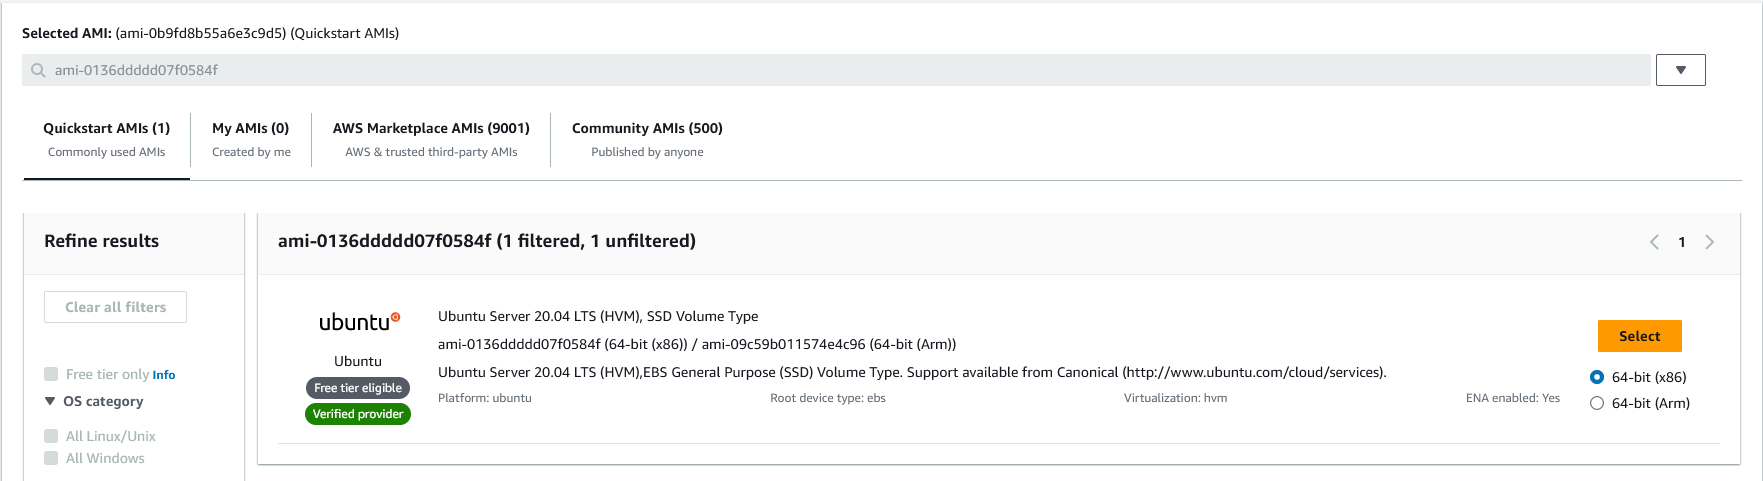 Selected AMI: (ami-0b9fd8b55a6e3c9d5) (Quickstart AMIs)
ami-0136ddddd07f0584f
Quickstart AMIs (1)
Commonly used AMIs
My AMIs (0)
Created by me
AWS Marketplace AMIs (9001)
AWS & trusted third-party AMIs
Community AMIs (500)
Published by anyone
Refine results
Clear all filters
Free tier only Info
OS category
All Linux/Unix
All Windows
ami-0136ddddd07f0584f (1 filtered, 1 unfiltered)
1
ubuntu
Ubuntu
Free tier eligible
Verified provider
Ubuntu Server 20.04 LTS (HVM), SSD Volume Type
ami-0136ddddd07f0584f (64-bit (x86)) / ami-09c59b011574e4c96 (64-bit (Arm))
Ubuntu Server 20.04 LTS (HVM),EBS General Purpose (SSD) Volume Type. Support available from Canonical (http://www.ubuntu.com/cloud/services).
Platform: ubuntu
Root device type: ebs
Virtualization: hvm
ENA enabled: Yes
Select
64-bit (x86)
64-bit (Arm)